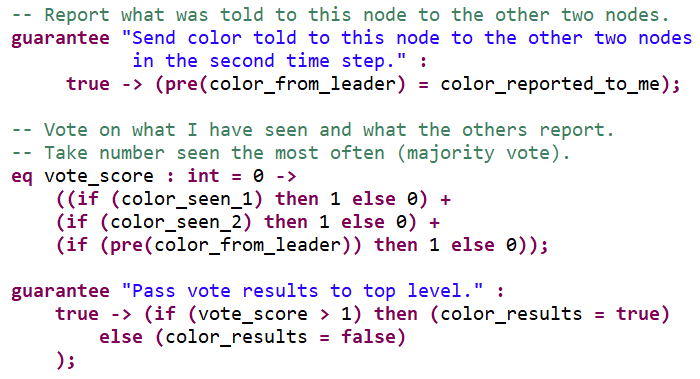 -- Report what was told to this node to the other two nodes.
guarantee "Send color told to this node to the other two nodes
in the second time step." :
true -> (pre(color_from_leader) = color_reported_to_me);
-- Vote on what I have seen and what the others report.
-- Take number seen the most often (majority vote).
eq vote_score : int = 0 ->
((if (color_seen_1) then 1 else 0) +
(if (color_seen_2) then 1 else 0) +
(if (pre(color_from_leader)) then 1 else 0));
guarantee "Pass vote results to top level." :
true -> (if (vote_score > 1) then (color_results = true)
else (color_results = false)
);